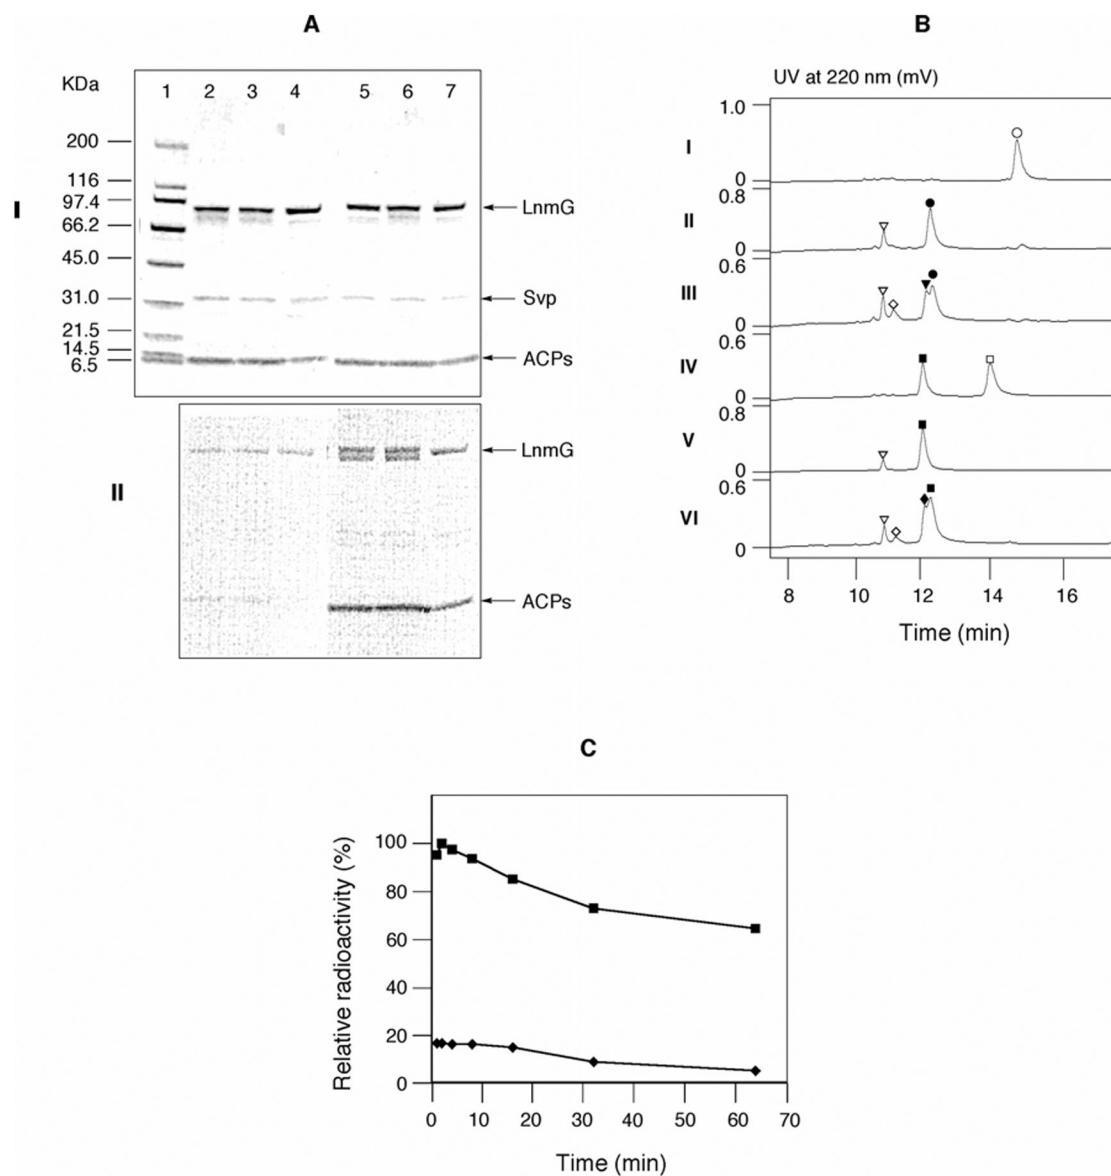 A
KDa
1 2 3 4 5 6 7
200
116
97.4
66.2
45.0
31.0
21.5
14.5
6.5
I
LnmG
Svp
ACPs
II
LnmG
ACPs
B
UV at 220 nm (mV)
1.0
I
0
0.8
II
0
0.6
III
0
0.6
IV
0
0.8
V
0
0.6
VI
0
8 10 12 14 16
Time (min)
C
Relative radioactivity (%)
100
80
60
40
20
0
0 10 20 30 40 50 60 70
Time (min)